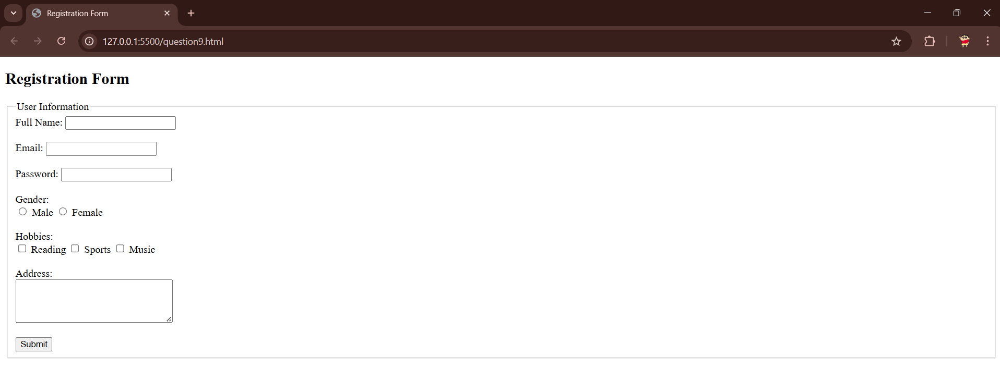 Registration Form
127.0.0.1:5500/question9.html
Registration Form
User Information
Full Name:
Email:
Password:
Gender:
Male Female
Hobbies:
Reading Sports Music
Address:
Submit